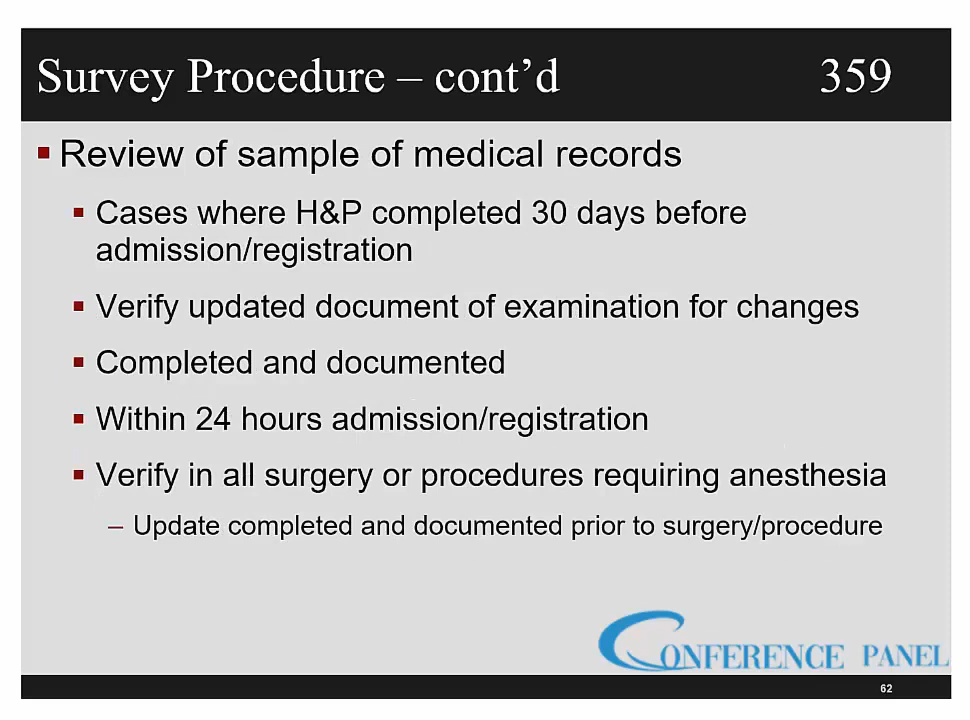 Survey Procedure – cont’d 359
▪ Review of sample of medical records
▪ Cases where H&P completed 30 days before
admission/registration
▪ Verify updated document of examination for changes
▪ Completed and documented
▪ Within 24 hours admission/registration
▪ Verify in all surgery or procedures requiring anesthesia
– Update completed and documented prior to surgery/procedure
CONFERENCE PANEL
62